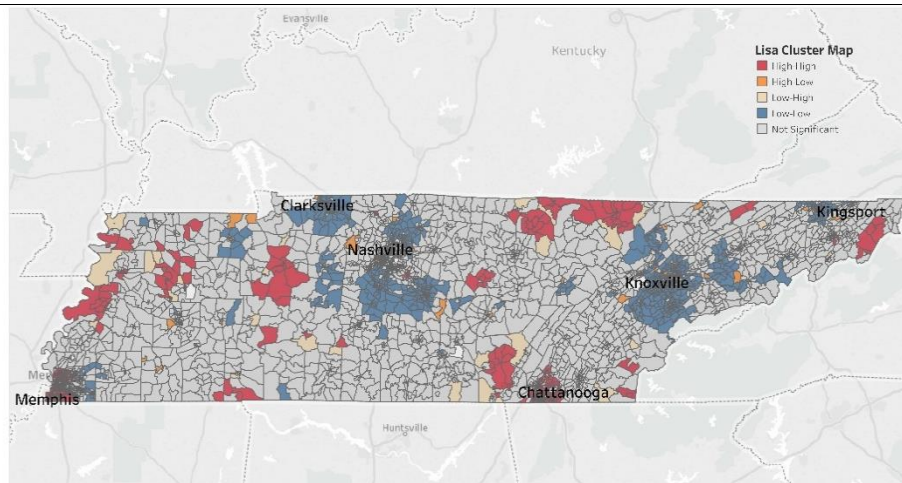 Evansville
Kentucky
Lisa Cluster Map
High-High
High-Low
Low-High
Low-Low
Not Significant
Clarksville
Kingsport
Nashville
Knoxville
Memphis
Chattanooga
Huntsville